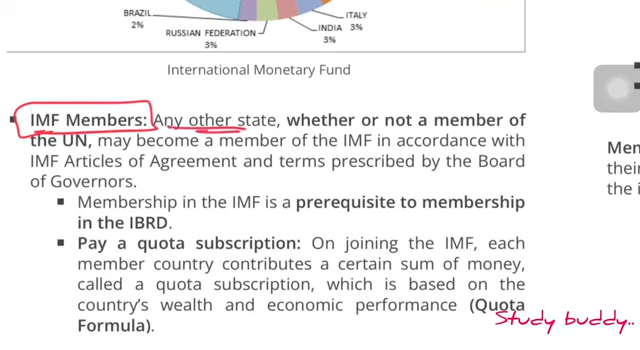 BRAZIL
2%
RUSSIAN FEDERATION
3%
INDIA
3%
ITALY
3%
International Monetary Fund
IMF Members: Any other state, whether or not a member of
the UN, may become a member of the IMF in accordance with
IMF Articles of Agreement and terms prescribed by the Board
of Governors.
Membership in the IMF is a prerequisite to membership
in the IBRD.
Pay a quota subscription: On joining the IMF, each
member country contributes a certain sum of money,
called a quota subscription, which is based on the
country's wealth and economic performance (Quota
Formula).
Mem
their
the i
Study buddy..